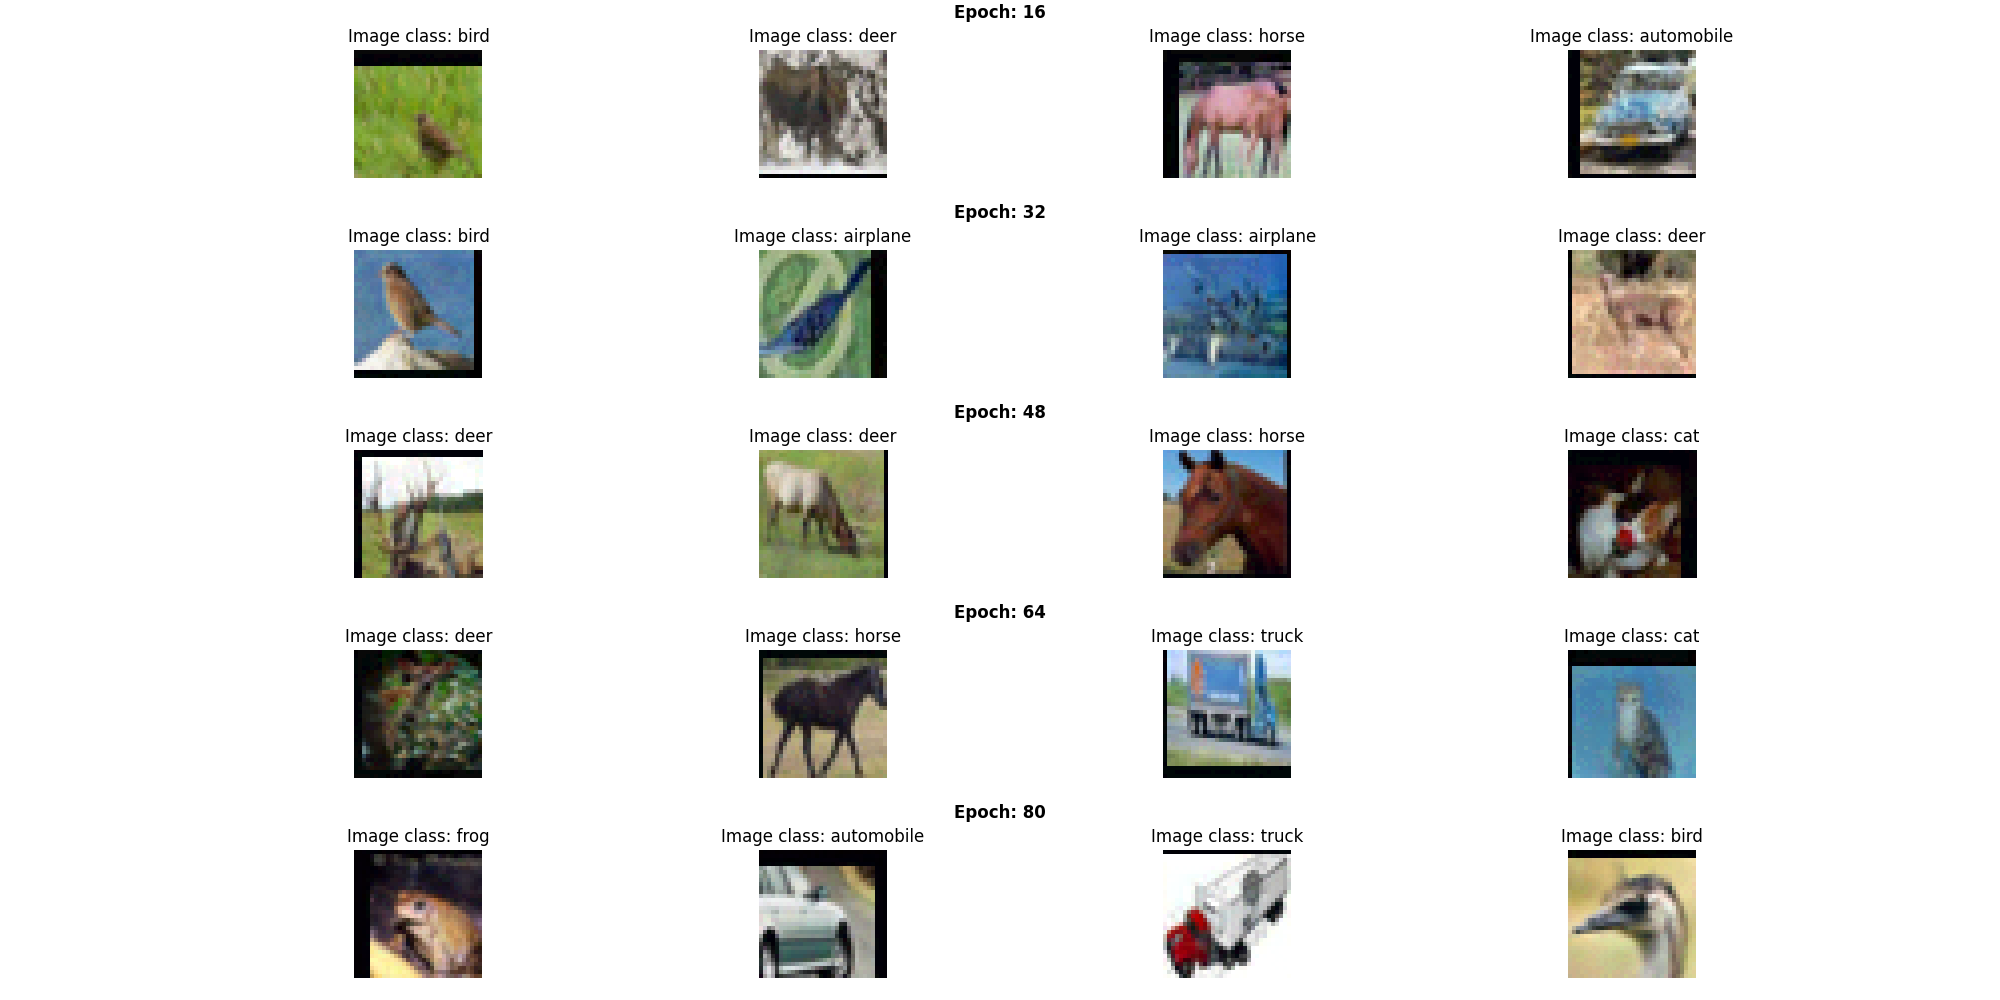 Epoch: 16
Image class: bird
Image class: deer
Image class: horse
Image class: automobile
Epoch: 32
Image class: bird
Image class: airplane
Image class: airplane
Image class: deer
Epoch: 48
Image class: deer
Image class: deer
Image class: horse
Image class: cat
Epoch: 64
Image class: deer
Image class: horse
Image class: truck
Image class: cat
Epoch: 80
Image class: frog
Image class: automobile
Image class: truck
Image class: bird